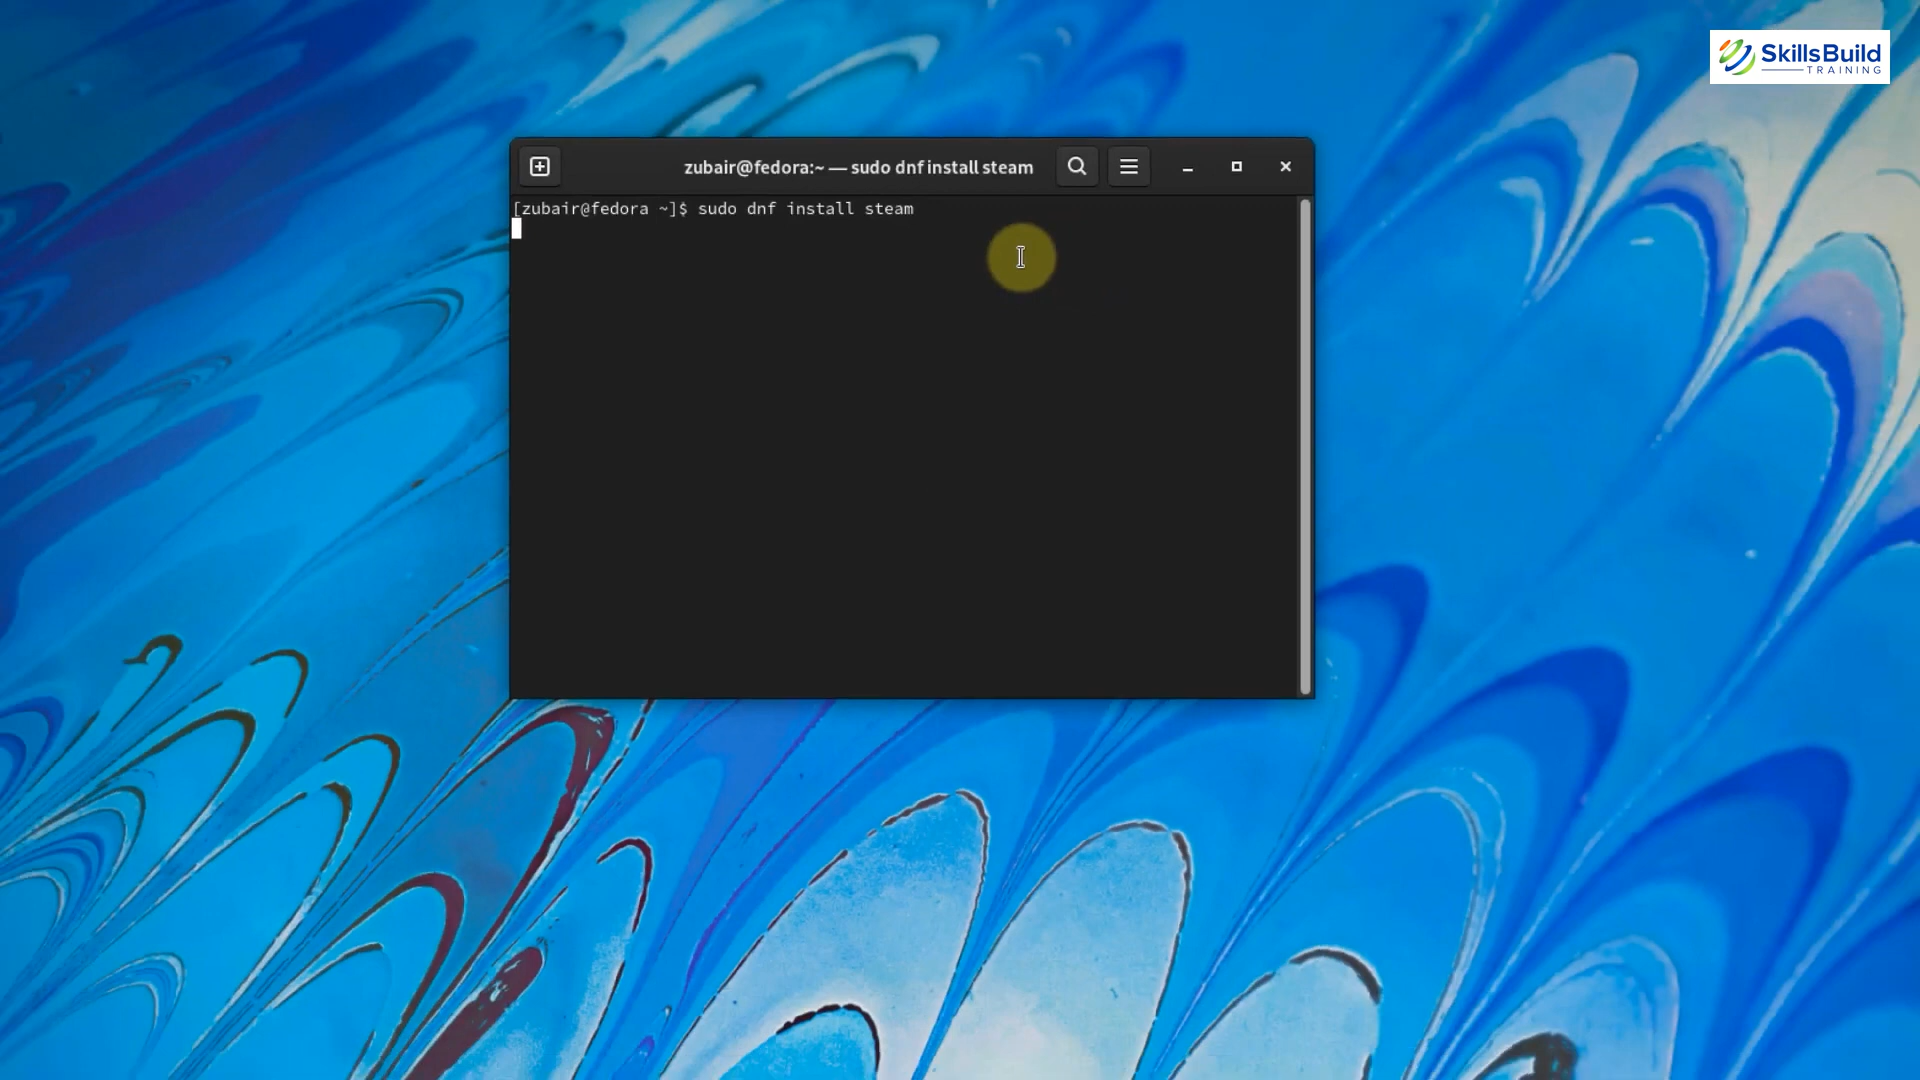 SkillsBuild
TRAINING
zubair@fedora:~ — sudo dnf install steam
[zubair@fedora ~]$ sudo dnf install steam